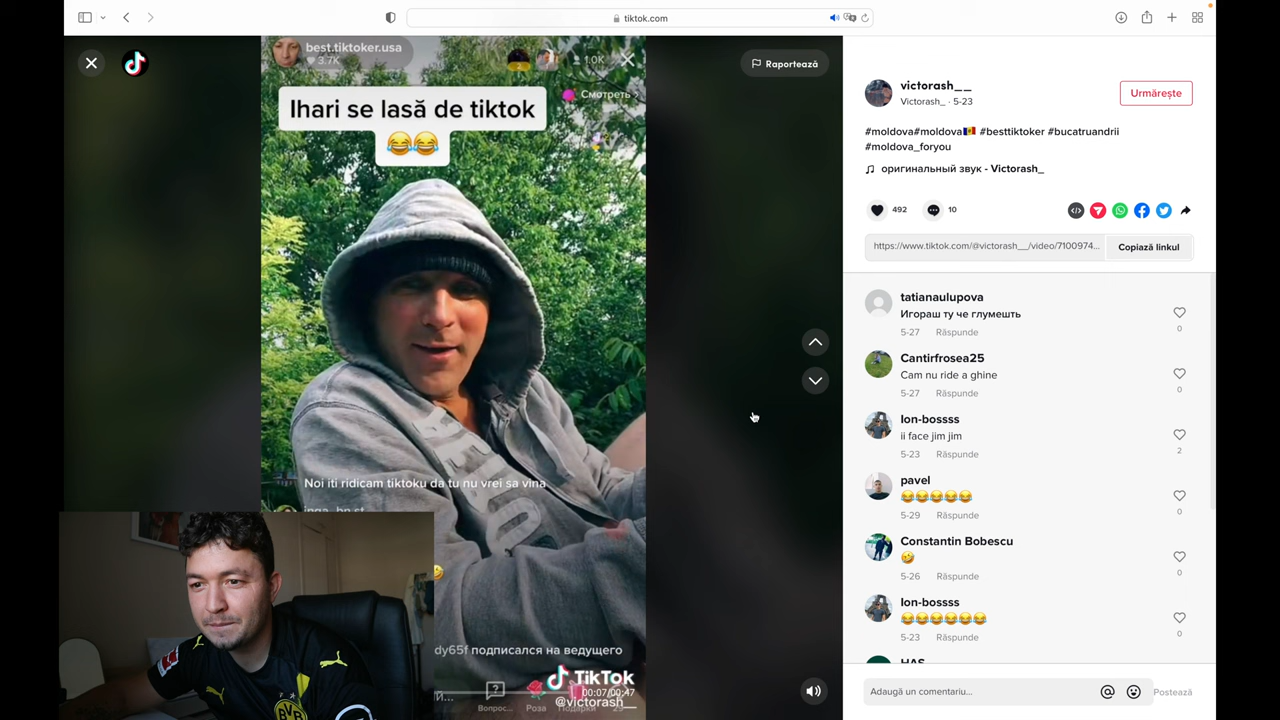 tiktok.com
best.tiktoker.usa
3.7K
1.0K
Смотреть
Ihari se lasă de tiktok
😂😂
Noi iti ridicam tiktoku da tu nu vrei sa vina
dy65f подписался на ведущего
Вопрос...
Роза
Подарки
TikTok
00:07/00:47
@victorash__
Raportează
victorash__
Victorash_ · 5-23
Urmărește
#moldova#moldova🇲🇩 #besttiktoker #bucatruandrii
#moldova_foryou
оригинальный звук - Victorash_
492
10
https://www.tiktok.com/@victorash__/video/7100974...
Copiază linkul
tatianaulupova
Игораш ту че глумешть
5-27 Răspunde
0
Cantirfrosea25
Cam nu ride a ghine
5-27 Răspunde
0
Ion-bossss
ii face jim jim
5-23 Răspunde
2
pavel
😂😂😂😂😂
5-29 Răspunde
0
Constantin Bobescu
🤣
5-26 Răspunde
0
Ion-bossss
😂😂😂😂😂😂
5-23 Răspunde
0
HAS
Adaugă un comentariu...
Postează
BVB
09